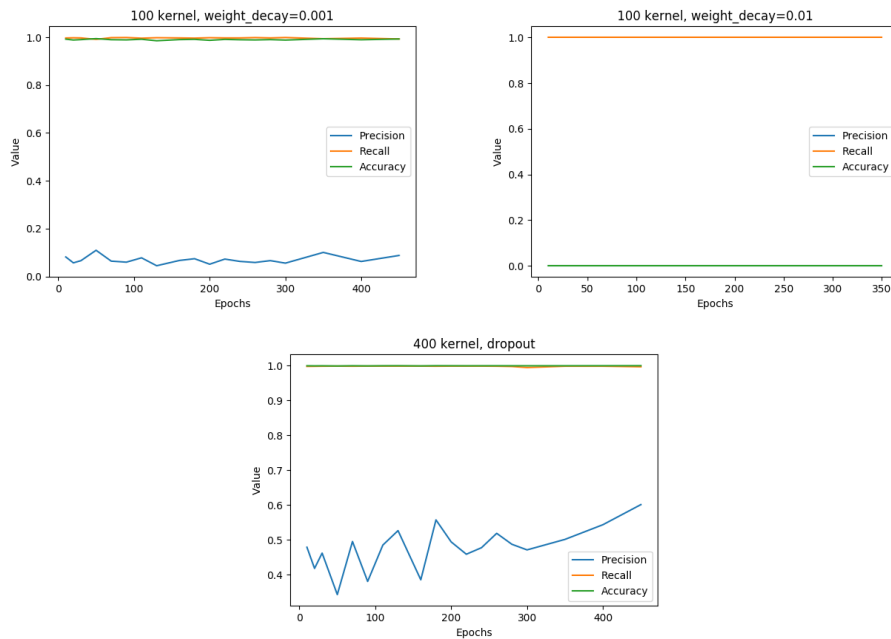 100 kernel, weight_decay=0.001
1.0
0.8
0.6
0.4
0.2
0.0
Value
Precision
Recall
Accuracy
0
100
200
300
400
Epochs
100 kernel, weight_decay=0.01
1.0
0.8
0.6
0.4
0.2
0.0
Value
Precision
Recall
Accuracy
0
50
100
150
200
250
300
350
Epochs
400 kernel, dropout
1.0
0.9
0.8
0.7
0.6
0.5
0.4
Value
Precision
Recall
Accuracy
0
100
200
300
400
Epochs